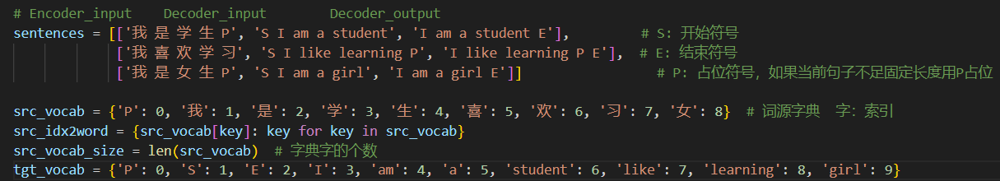 # Encoder_input    Decoder_input        Decoder_output
sentences = [['我 是 学 生 P', 'S I am a student', 'I am a student E'],         # S: 开始符号
             ['我 喜 欢 学 习', 'S I like learning P', 'I like learning P E'],  # E: 结束符号
             ['我 是 女 生 P', 'S I am a girl', 'I am a girl E']]                 # P: 占位符号，如果当前句子不足固定长度用P占位
src_vocab = {'P': 0, '我': 1, '是': 2, '学': 3, '生': 4, '喜': 5, '欢': 6, '习': 7, '女': 8}  # 词源字典  字：索引
src_idx2word = {src_vocab[key]: key for key in src_vocab}
src_vocab_size = len(src_vocab)  # 字典字的个数
tgt_vocab = {'P': 0, 'S': 1, 'E': 2, 'I': 3, 'am': 4, 'a': 5, 'student': 6, 'like': 7, 'learning': 8, 'girl': 9}